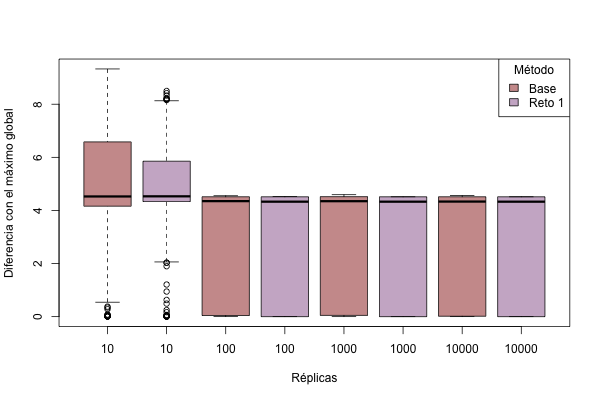 Método
Base
Reto 1
Diferencia con el máximo global
8
6
4
2
0
10 10 100 100 1000 1000 10000 10000
Réplicas